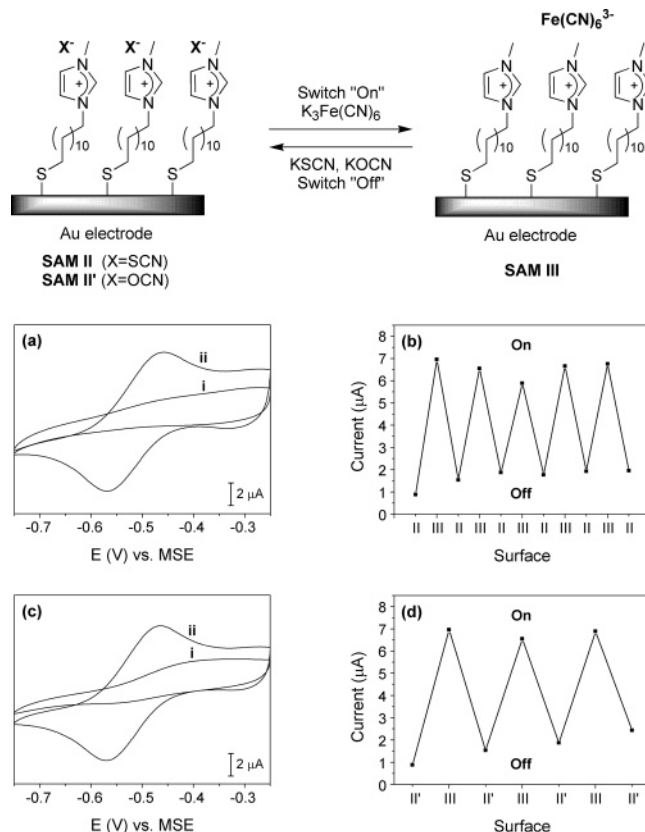 X⁻ X⁻ X⁻
N N N
+ + +
N N N
( )10 ( )10 ( )10
S S S
Au electrode
SAM II (X=SCN)
SAM II' (X=OCN)
Switch "On"
K₃Fe(CN)₆
KSCN, KOCN
Switch "Off"
Fe(CN)₆³⁻
N N N
+ + +
N N N
( )10 ( )10 ( )10
S S S
Au electrode
SAM III
(a)
ii
i
2 μA
-0.7 -0.6 -0.5 -0.4 -0.3
E (V) vs. MSE
(b)
On
Off
Current (μA)
8
7
6
5
4
3
2
1
0
II III II III II III II III II III II
Surface
(c)
ii
i
2 μA
-0.7 -0.6 -0.5 -0.4 -0.3
E (V) vs. MSE
(d)
On
Off
Current (μA)
8
7
6
5
4
3
2
1
0
II' III II' III II' III II'
Surface